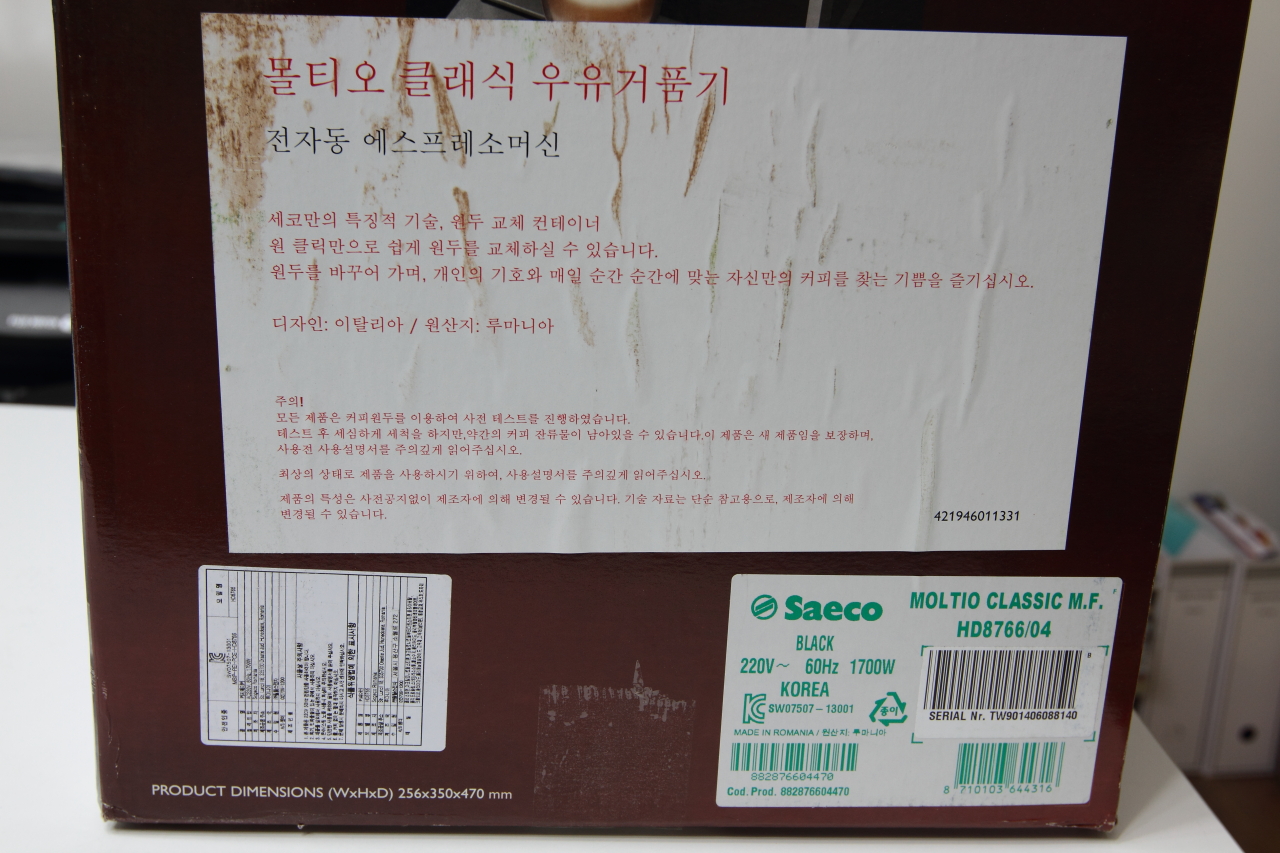 몰티오 클래식 우유거품기
전자동 에스프레소머신
세코만의 특징적 기술, 원두 교체 컨테이너
원 클릭만으로 쉽게 원두를 교체하실 수 있습니다.
원두를 바꾸어 가며, 개인의 기호와 매일 순간 순간에 맞는 자신만의 커피를 찾는 기쁨을 즐기십시오.
디자인: 이탈리아 / 원산지: 루마니아
주의!
모든 제품은 커피원두를 이용하여 사전 테스트를 진행하였습니다.
테스트 후 세심하게 세척을 하지만,약간의 커피 잔류물이 남아있을 수 있습니다.이 제품은 새 제품임을 보장하며,
사용전 사용설명서를 주의깊게 읽어주십시오.
최상의 상태로 제품을 사용하시기 위하여, 사용설명서를 주의깊게 읽어주십시오.
제품의 특성은 사전공지없이 제조자에 의해 변경될 수 있습니다. 기술 자료는 단순 참고용으로, 제조자에 의해
변경될 수 있습니다.
421946011331
Saeco
MOLTIO CLASSIC M.F.
HD8766/04
BLACK
220V~ 60Hz 1700W
KOREA
SW07507-13001
종이
SERIAL Nr. TW901406088140
MADE IN ROMANIA / 원산지: 루마니아
882876604470
Cod. Prod. 882876604470
8 710103 644316
PRODUCT DIMENSIONS (WxHxD) 256x350x470 mm